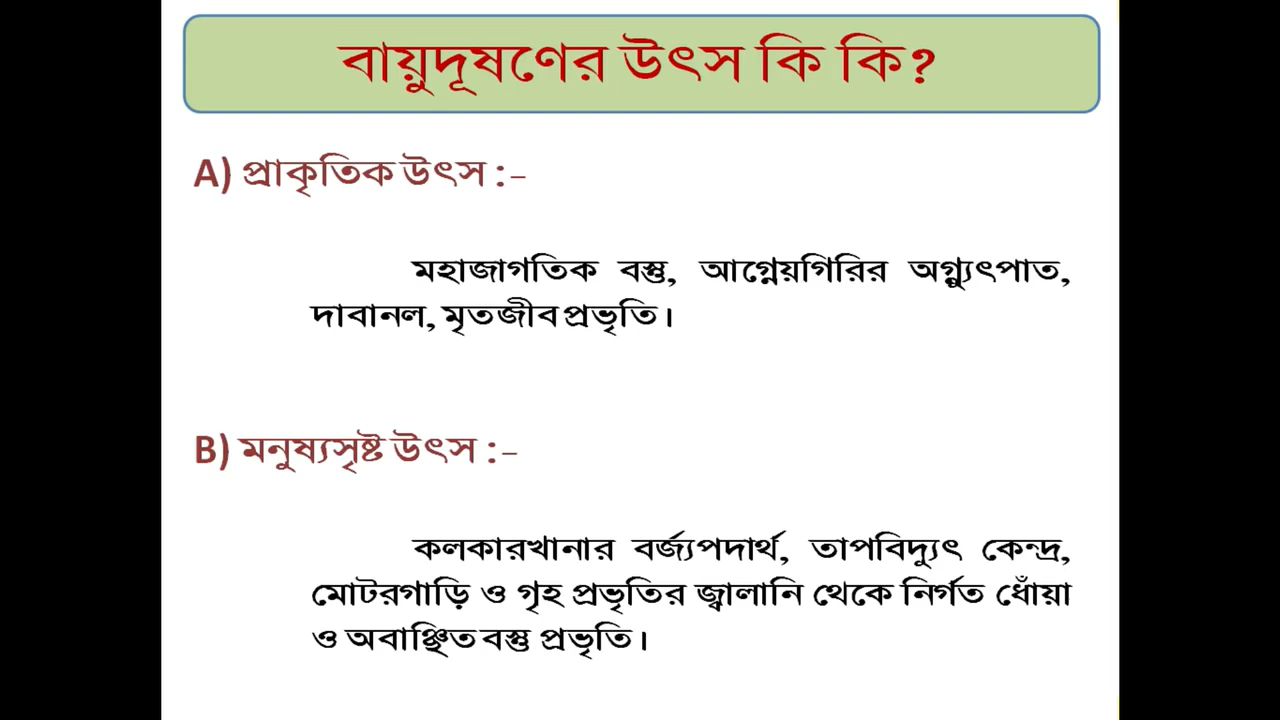 বায়ুদূষণের উৎস কি কি?
A) প্রাকৃতিক উৎস :-
মহাজাগতিক বস্তু, আগ্নেয়গিরির অগ্ন্যুৎপাত,
দাবানল, মৃতজীব প্রভৃতি।
B) মনুষ্যসৃষ্ট উৎস :-
কলকারখানার বর্জ্যপদার্থ, তাপবিদ্যুৎ কেন্দ্র,
মোটরগাড়ি ও গৃহ প্রভৃতির জ্বালানি থেকে নির্গত ধোঁয়া
ও অবাঞ্ছিত বস্তু প্রভৃতি।